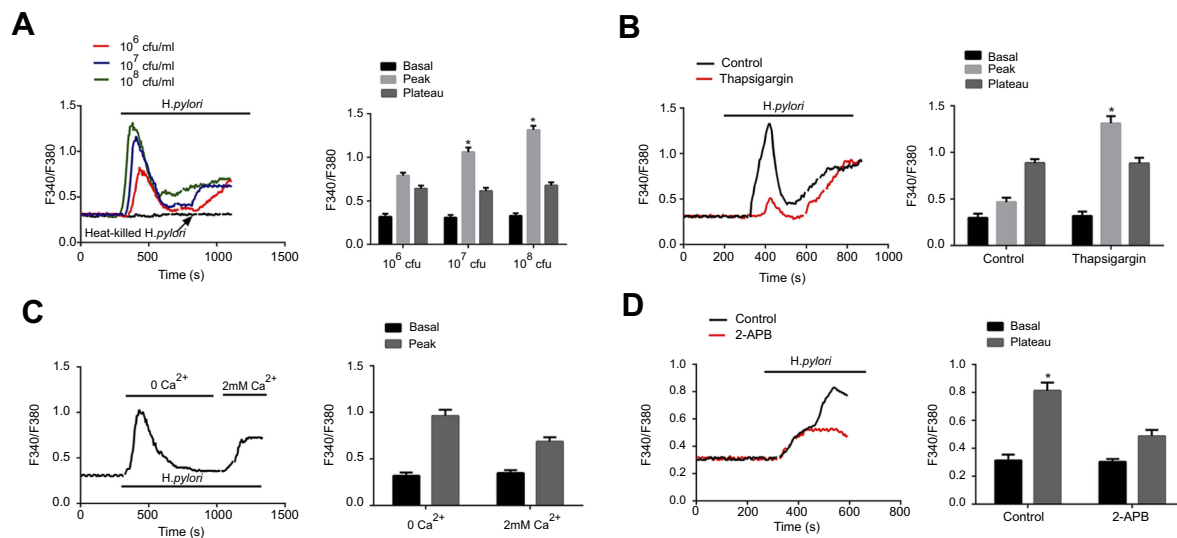 A
10^6 cfu/ml
10^7 cfu/ml
10^8 cfu/ml
H.pylori
F340/F380
1.5
1.0
0.5
0.0
Heat-killed H.pylori
0 500 1000 1500
Time (s)
Basal
Peak
Plateau
F340/F380
1.5
1.0
0.5
0.0
* *
10^6 cfu 10^7 cfu 10^8 cfu
B
Control
Thapsigargin
H.pylori
F340/F380
1.5
1.0
0.5
0.0
0 200 400 600 800 1000
Time (s)
Basal
Peak
Plateau
F340/F380
1.5
1.0
0.5
0.0
*
Control Thapsigargin
C
0 Ca2+ 2mM Ca2+
F340/F380
1.5
1.0
0.5
0.0
H.pylori
0 500 1000 1500
Time (s)
Basal
Peak
F340/F380
1.5
1.0
0.5
0.0
0 Ca2+ 2mM Ca2+
D
Control
2-APB
H.pylori
F340/F380
1.0
0.8
0.6
0.4
0.2
0 200 400 600 800
Time (s)
Basal
Plateau
F340/F380
1.0
0.8
0.6
0.4
0.2
0.0
*
Control 2-APB